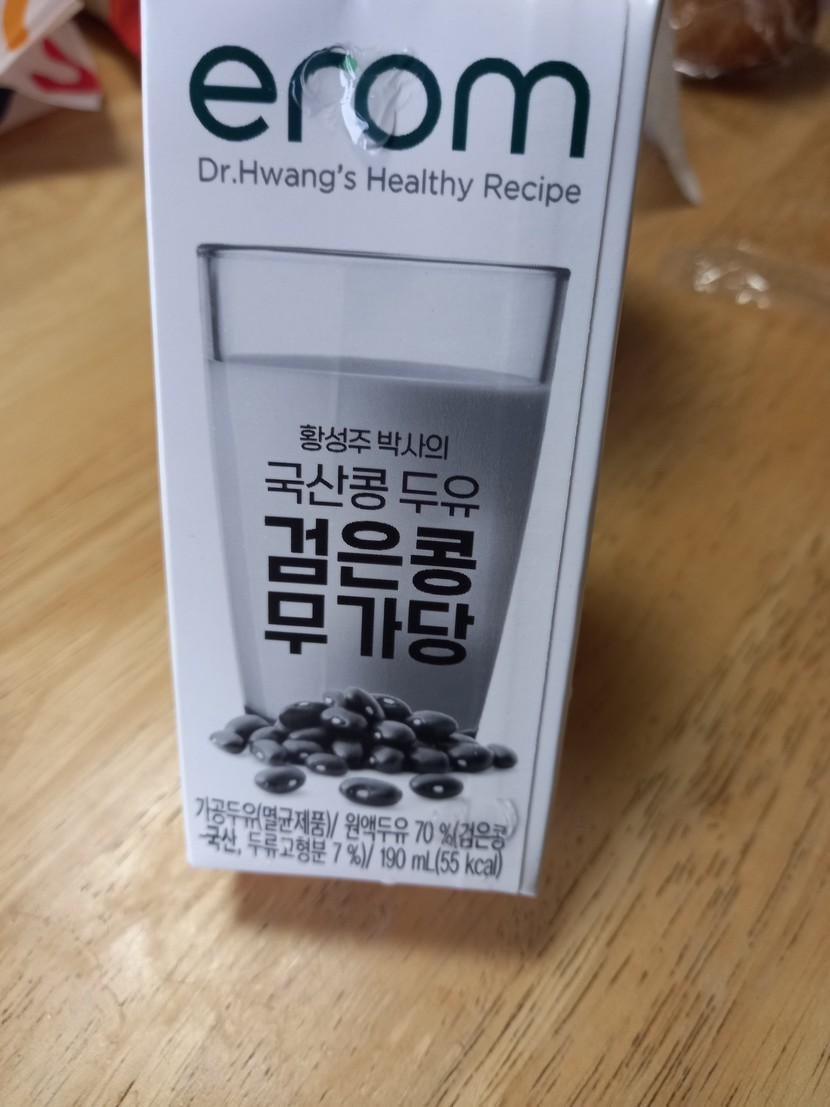 erom
Dr.Hwang's Healthy Recipe
황성주 박사의
국산콩 두유
검은콩
무가당
가공두유(멸균제품)/ 원액두유 70 %(검은콩
국산, 두류고형분 7 %)/ 190 mL(55 kcal)